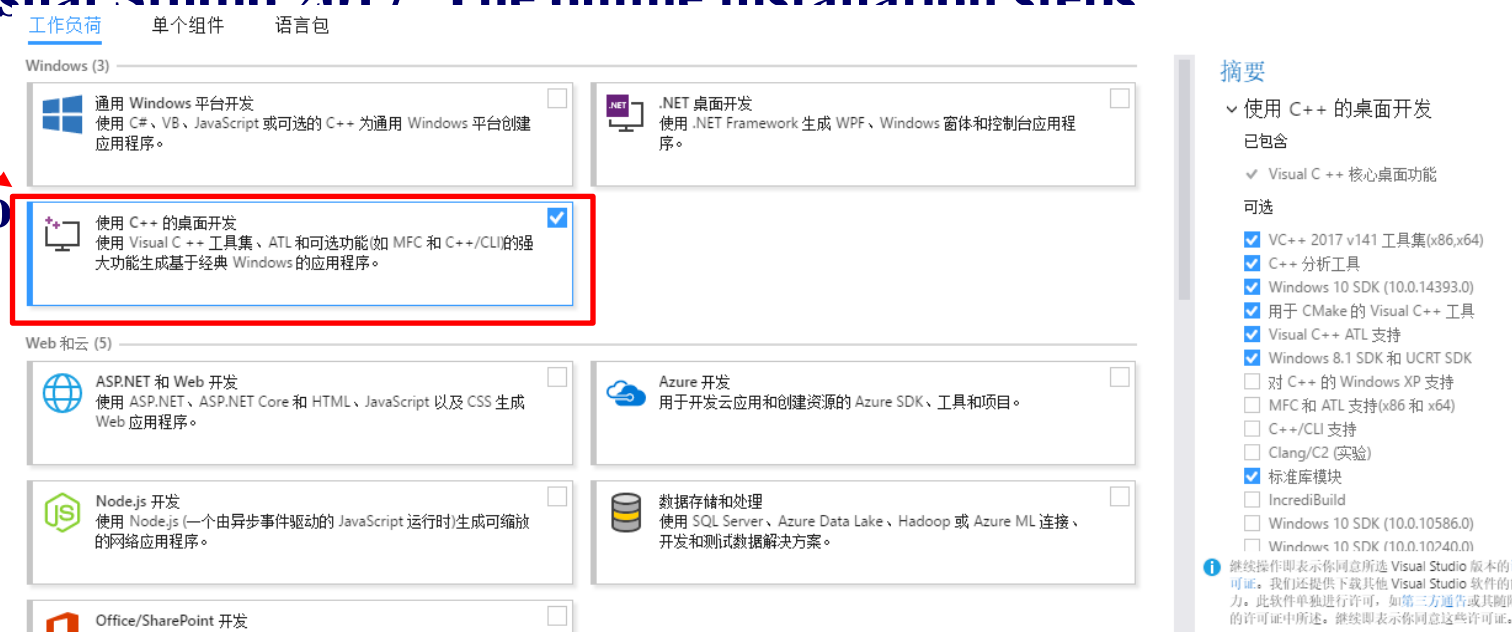 Visual Studio 2017 The online installation steps
工作负荷 单个组件 语言包
Windows (3)
通用 Windows 平台开发
使用 C#、VB、JavaScript 或可选的 C++ 为通用 Windows 平台创建
应用程序。
.NET
.NET 桌面开发
使用 .NET Framework 生成 WPF、Windows 窗体和控制台应用程
序。
使用 C++ 的桌面开发
使用 Visual C ++ 工具集、ATL 和可选功能(如 MFC 和 C++/CLI)的强
大功能生成基于经典 Windows 的应用程序。
Web 和云 (5)
ASP.NET 和 Web 开发
使用 ASP.NET、ASP.NET Core 和 HTML、JavaScript 以及 CSS 生成
Web 应用程序。
Azure 开发
用于开发云应用和创建资源的 Azure SDK、工具和项目。
JS
Node.js 开发
使用 Node.js (一个由异步事件驱动的 JavaScript 运行时)生成可缩放
的网络应用程序。
数据存储和处理
使用 SQL Server、Azure Data Lake、Hadoop 或 Azure ML 连接、
开发和测试数据解决方案。
Office/SharePoint 开发
摘要
使用 C++ 的桌面开发
已包含
Visual C ++ 核心桌面功能
可选
VC++ 2017 v141 工具集(x86,x64)
C++ 分析工具
Windows 10 SDK (10.0.14393.0)
用于 CMake 的 Visual C++ 工具
Visual C++ ATL 支持
Windows 8.1 SDK 和 UCRT SDK
对 C++ 的 Windows XP 支持
MFC 和 ATL 支持(x86 和 x64)
C++/CLI 支持
Clang/C2 (实验)
标准库模块
IncrediBuild
Windows 10 SDK (10.0.10586.0)
Windows 10 SDK (10.0.10240.0)
继续操作即表示你同意所选 Visual Studio 版本的
可证。我们还提供下载其他 Visual Studio 软件的
力。此软件单独进行许可，如第三方通告或其随
的许可证中所述。继续即表示你同意这些许可证。